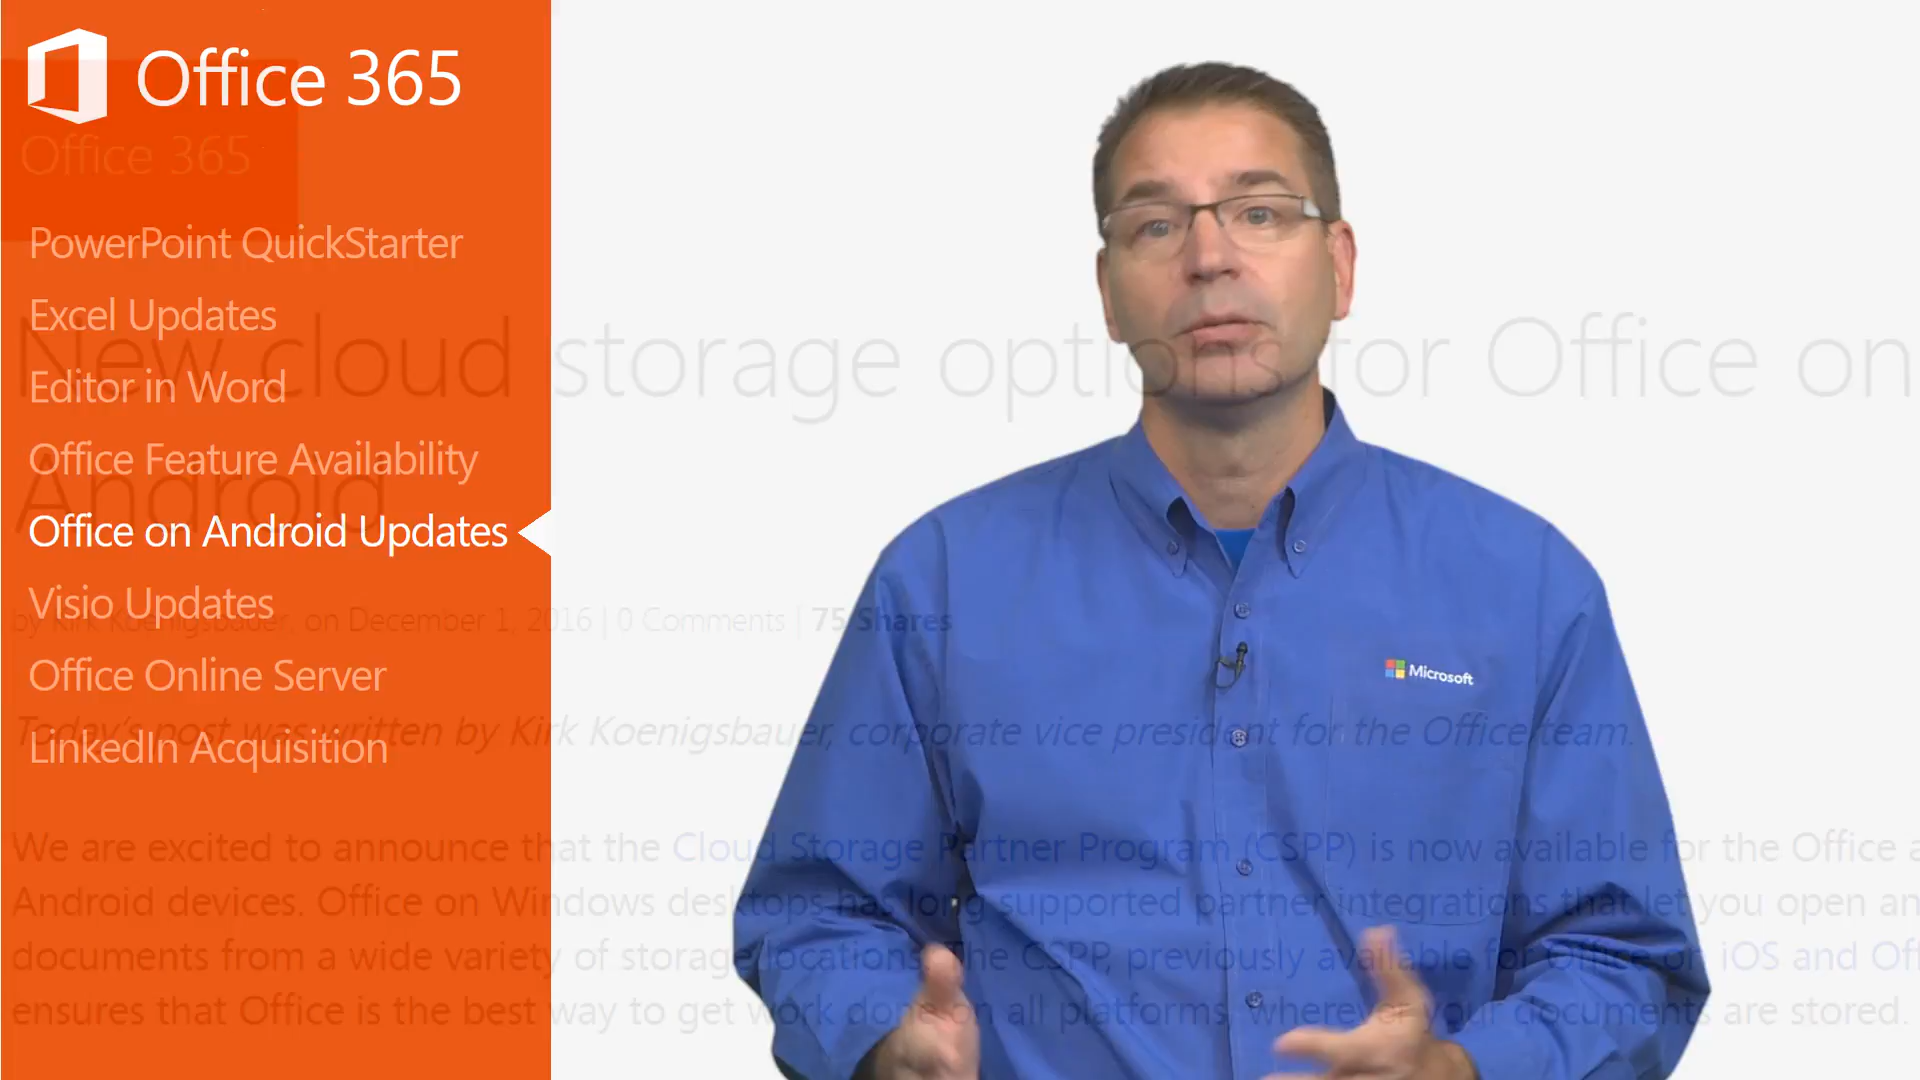 Office 365
Office 365
PowerPoint QuickStarter
Excel Updates
New cloud storage options for Office on
Editor in Word
Office Feature Availability
Android
Office on Android Updates
Visio Updates
by Kirk Koenigsbauer, on December 1, 2016 | 0 Comments | 75 Shares
Microsoft
Office Online Server
Today's post was written by Kirk Koenigsbauer, corporate vice president for the Office team.
LinkedIn Acquisition
We are excited to announce that the Cloud Storage Partner Program (CSPP) is now available for the Office a
Android devices. Office on Windows desktops has long supported partner integrations that let you open an
documents from a wide variety of storage locations. The CSPP, previously available for Office on iOS and Off
ensures that Office is the best way to get work done on all platforms, wherever your documents are stored.